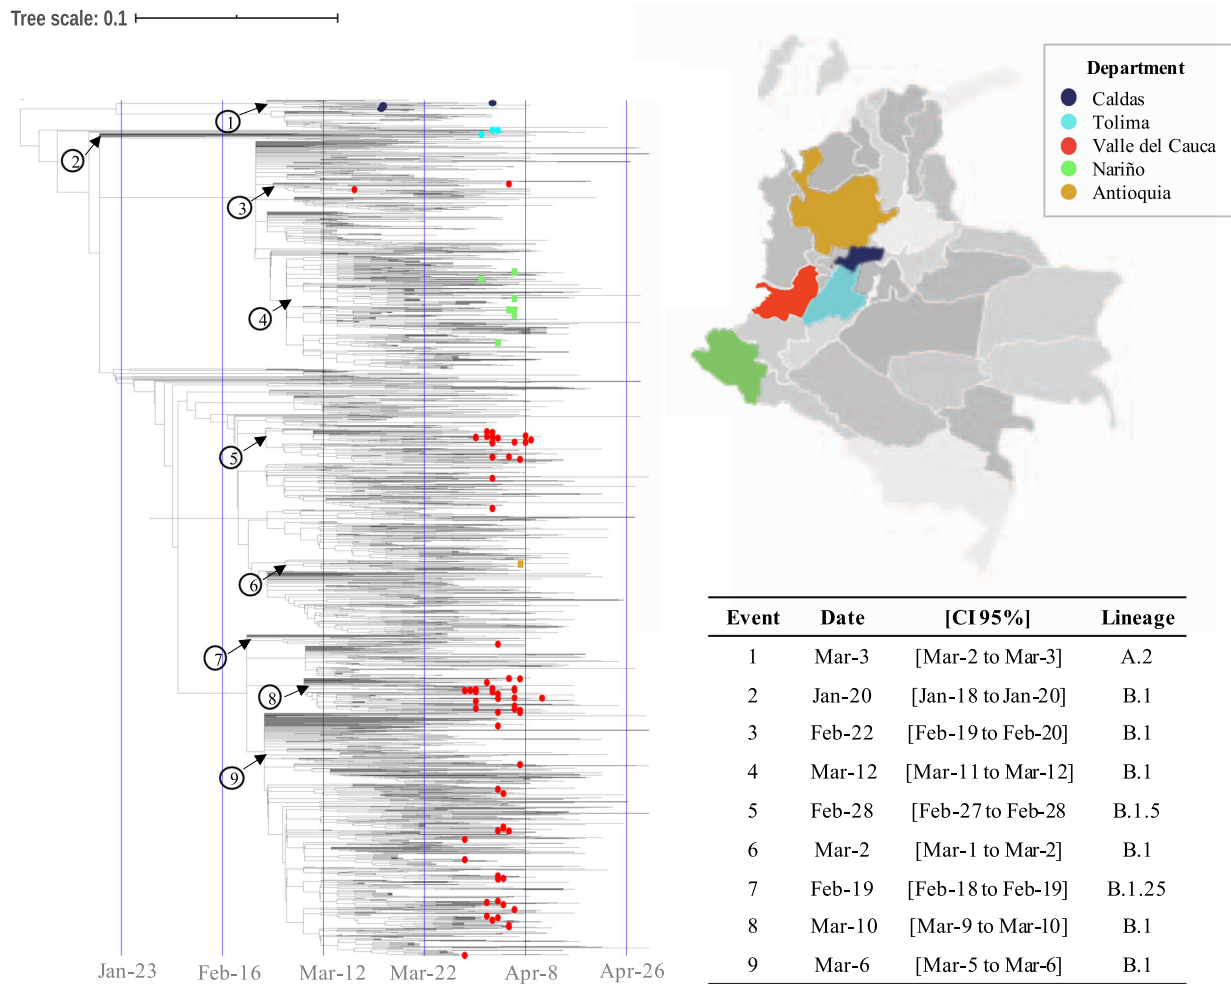 Tree scale: 0.1
Department
Caldas
Tolima
Valle del Cauca
Nariño
Antioquia
1
2
3
4
5
6
7
8
9
Jan-23 Feb-16 Mar-12 Mar-22 Apr-8 Apr-26
Event Date [CI 95%] Lineage
1 Mar-3 [Mar-2 to Mar-3] A.2
2 Jan-20 [Jan-18 to Jan-20] B.1
3 Feb-22 [Feb-19 to Feb-20] B.1
4 Mar-12 [Mar-11 to Mar-12] B.1
5 Feb-28 [Feb-27 to Feb-28 B.1.5
6 Mar-2 [Mar-1 to Mar-2] B.1
7 Feb-19 [Feb-18 to Feb-19] B.1.25
8 Mar-10 [Mar-9 to Mar-10] B.1
9 Mar-6 [Mar-5 to Mar-6] B.1